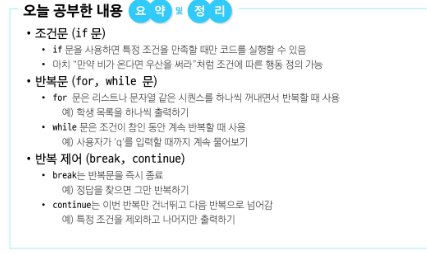 오늘 공부한 내용 요 약 및 정 리
• 조건문 (if 문)
• if 문을 사용하면 특정 조건을 만족할 때만 코드를 실행할 수 있음
• 마치 "만약 비가 온다면 우산을 써라"처럼 조건에 따른 행동 정의 가능
• 반복문 (for, while 문)
• for 문은 리스트나 문자열 같은 시퀀스를 하나씩 꺼내면서 반복할 때 사용
예) 학생 목록을 하나씩 출력하기
• while 문은 조건이 참인 동안 계속 반복할 때 사용
예) 사용자가 'q'를 입력할 때까지 계속 물어보기
• 반복 제어 (break, continue)
• break는 반복문을 즉시 종료
예) 정답을 찾으면 그만 반복하기
• continue는 이번 반복만 건너뛰고 다음 반복으로 넘어감
예) 특정 조건을 제외하고 나머지만 출력하기